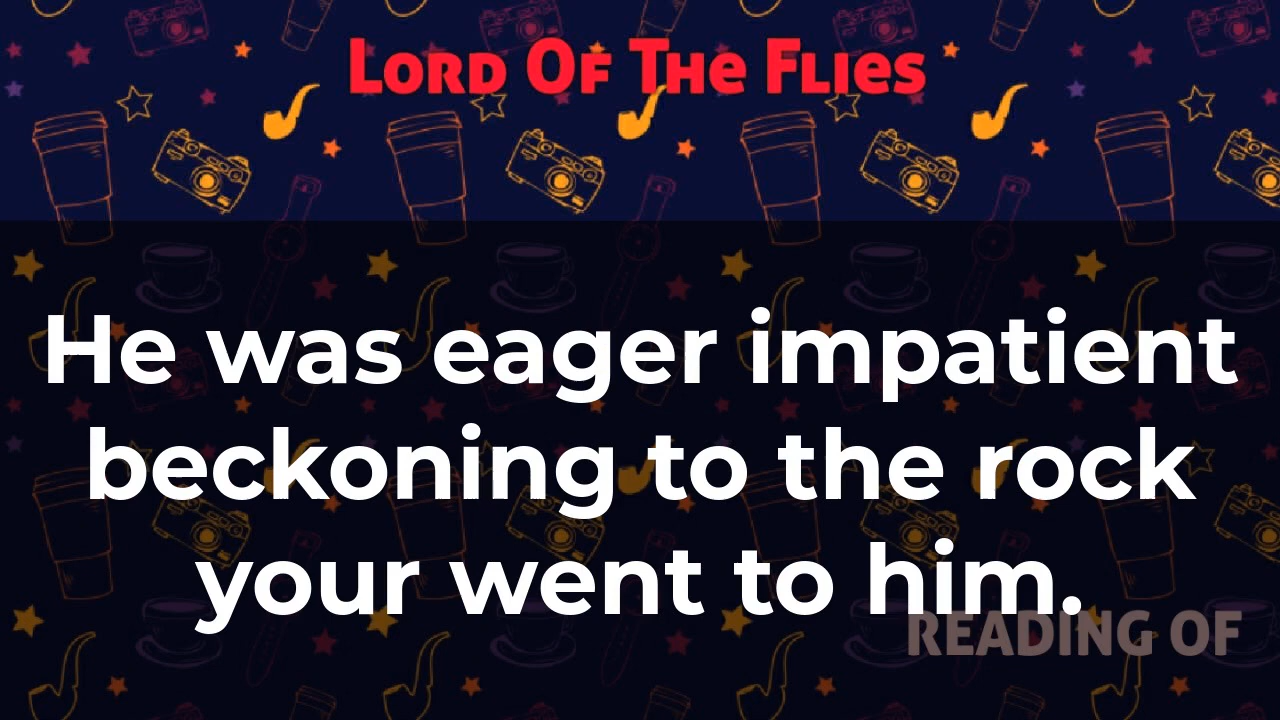 Lord Of The Flies
He was eager impatient
beckoning to the rock
your went to him.
READING OF